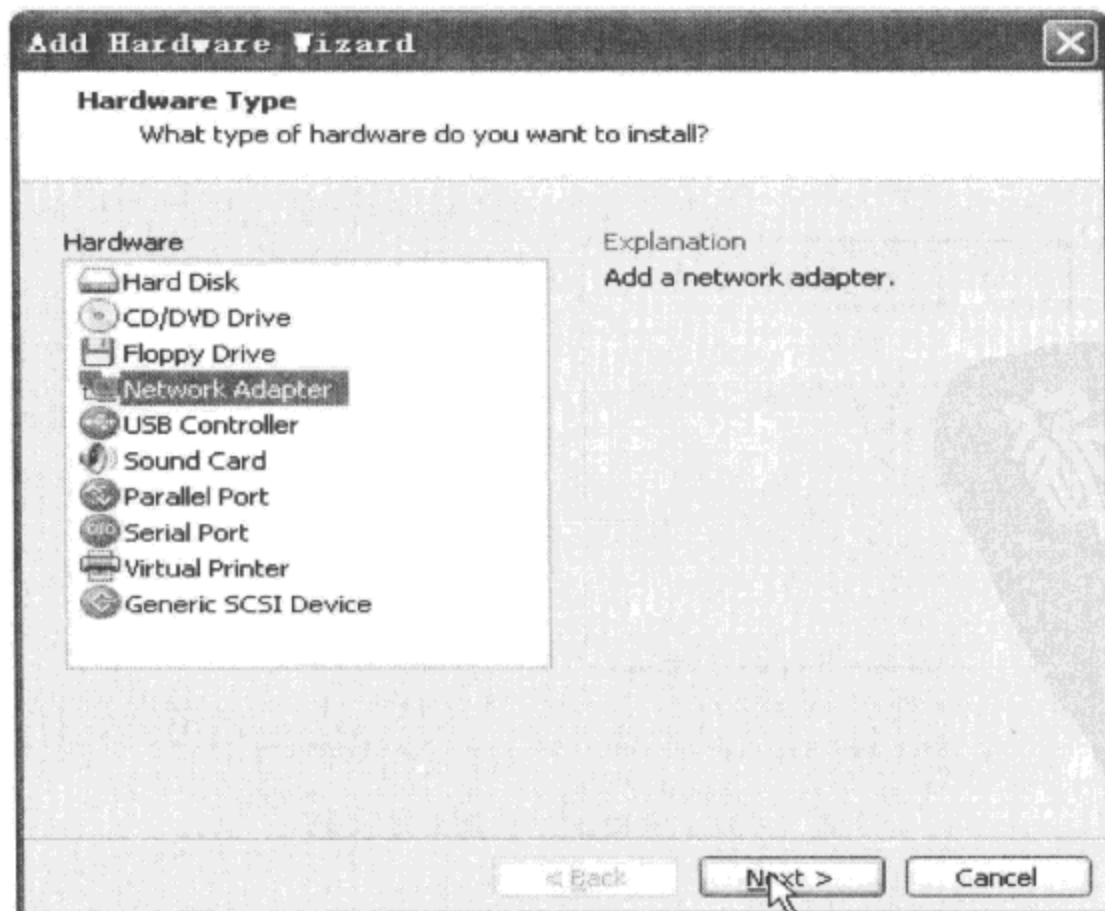 Add Hardware Wizard
Hardware Type
What type of hardware do you want to install?
Hardware
Hard Disk
CD/DVD Drive
Floppy Drive
Network Adapter
USB Controller
Sound Card
Parallel Port
Serial Port
Virtual Printer
Generic SCSI Device
Explanation
Add a network adapter.
< Back
Next >
Cancel